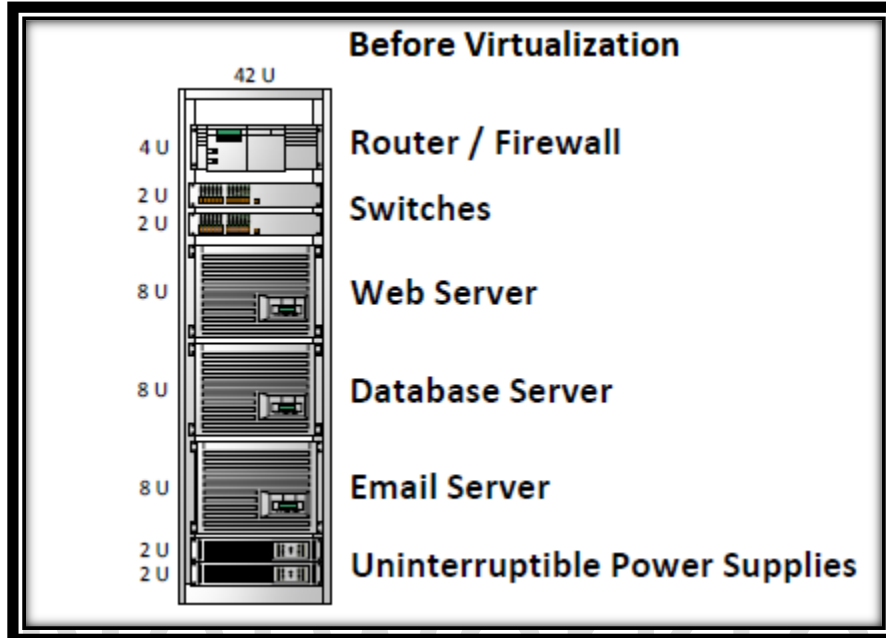 Before Virtualization
42 U
4 U
Router / Firewall
2 U
2 U
Switches
8 U
Web Server
8 U
Database Server
8 U
Email Server
2 U
2 U
Uninterruptible Power Supplies